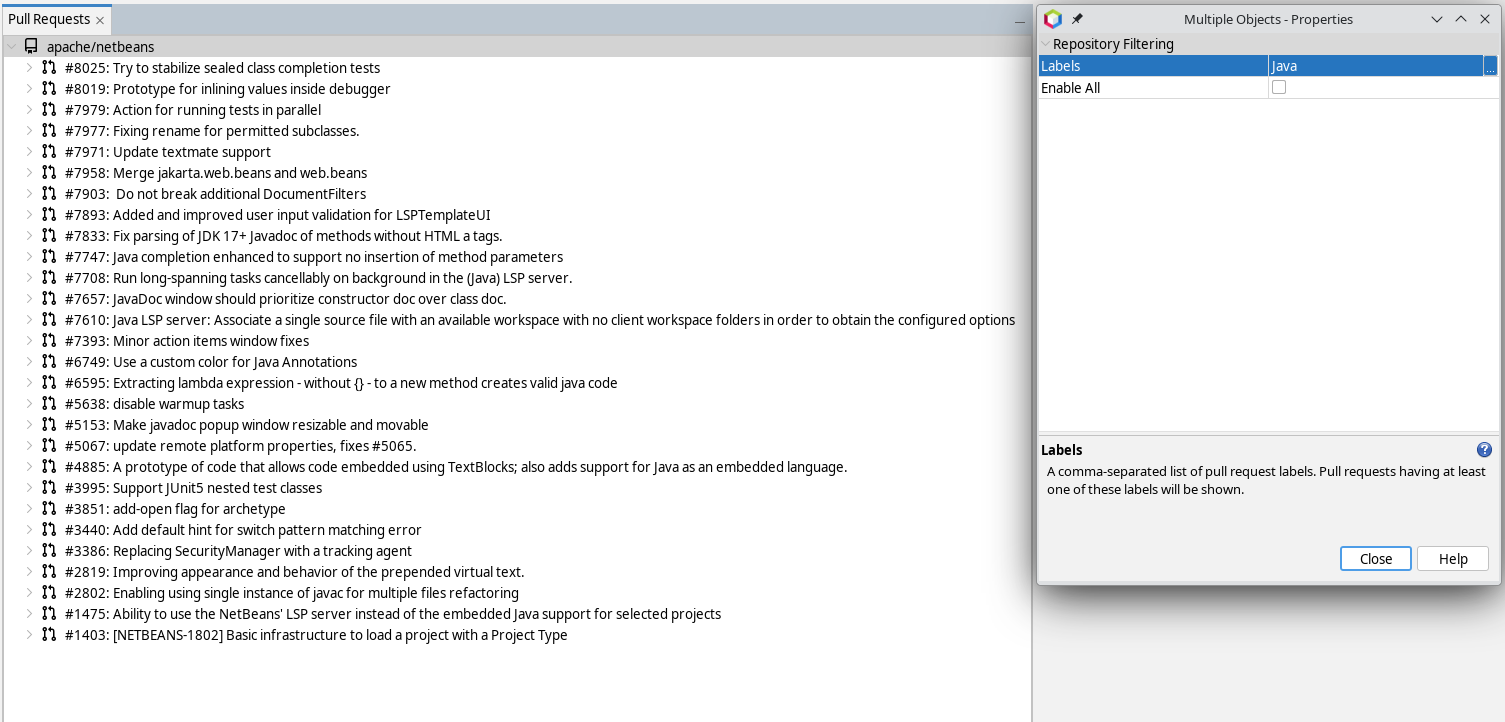 Pull Requests
apache/netbeans
#8025: Try to stabilize sealed class completion tests
#8019: Prototype for inlining values inside debugger
#7979: Action for running tests in parallel
#7977: Fixing rename for permitted subclasses.
#7971: Update textmate support
#7958: Merge jakarta.web.beans and web.beans
#7903:  Do not break additional DocumentFilters
#7893: Added and improved user input validation for LSPTemplateUI
#7833: Fix parsing of JDK 17+ Javadoc of methods without HTML a tags.
#7747: Java completion enhanced to support no insertion of method parameters
#7708: Run long-spanning tasks cancellably on background in the (Java) LSP server.
#7657: JavaDoc window should prioritize constructor doc over class doc.
#7610: Java LSP server: Associate a single source file with an available workspace with no client workspace folders in order to obtain the configured options
#7393: Minor action items window fixes
#6749: Use a custom color for Java Annotations
#6595: Extracting lambda expression - without {} - to a new method creates valid java code
#5638: disable warmup tasks
#5153: Make javadoc popup window resizable and movable
#5067: update remote platform properties, fixes #5065.
#4885: A prototype of code that allows code embedded using TextBlocks; also adds support for Java as an embedded language.
#3995: Support JUnit5 nested test classes
#3851: add-open flag for archetype
#3440: Add default hint for switch pattern matching error
#3386: Replacing SecurityManager with a tracking agent
#2819: Improving appearance and behavior of the prepended virtual text.
#2802: Enabling using single instance of javac for multiple files refactoring
#1475: Ability to use the NetBeans' LSP server instead of the embedded Java support for selected projects
#1403: [NETBEANS-1802] Basic infrastructure to load a project with a Project Type
Multiple Objects - Properties
Repository Filtering
Labels Java ...
Enable All
Labels
A comma-separated list of pull request labels. Pull requests having at least
one of these labels will be shown.
Close Help